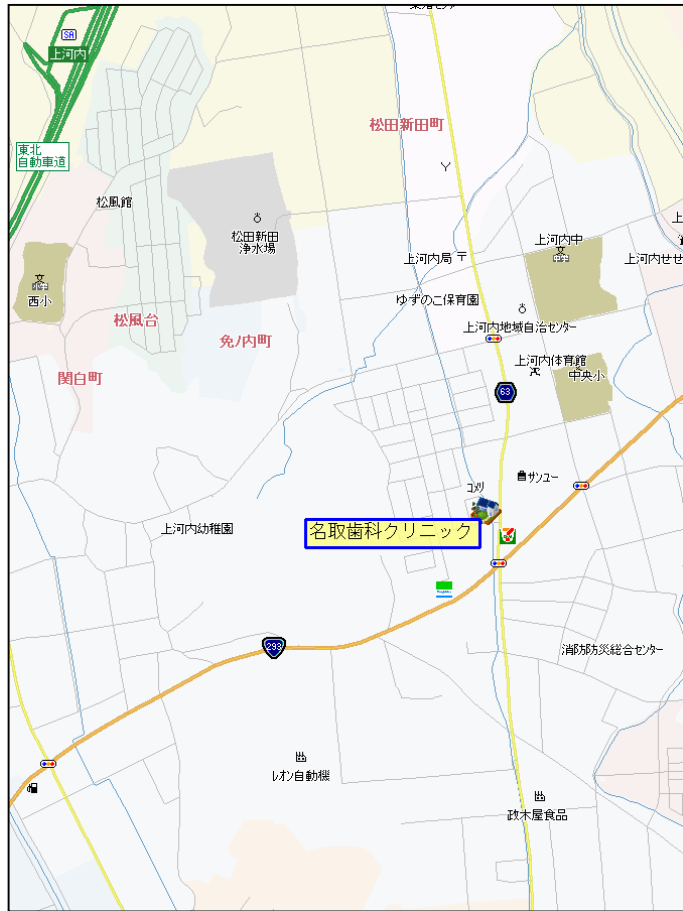 SA
上河内
松田新田町
東北
自動車道
松風館
松田新田
浄水場
上河内中
上河内局
上河内せせ
西小
ゆずのこ保育園
松風台
上河内地域自治センター
免ノ内町
上河内体育館
中央小
関白町
63
サンユー
コメリ
上河内幼稚園
名取歯科クリニック
293
消防防災総合センター
レオン自動機
政木屋食品